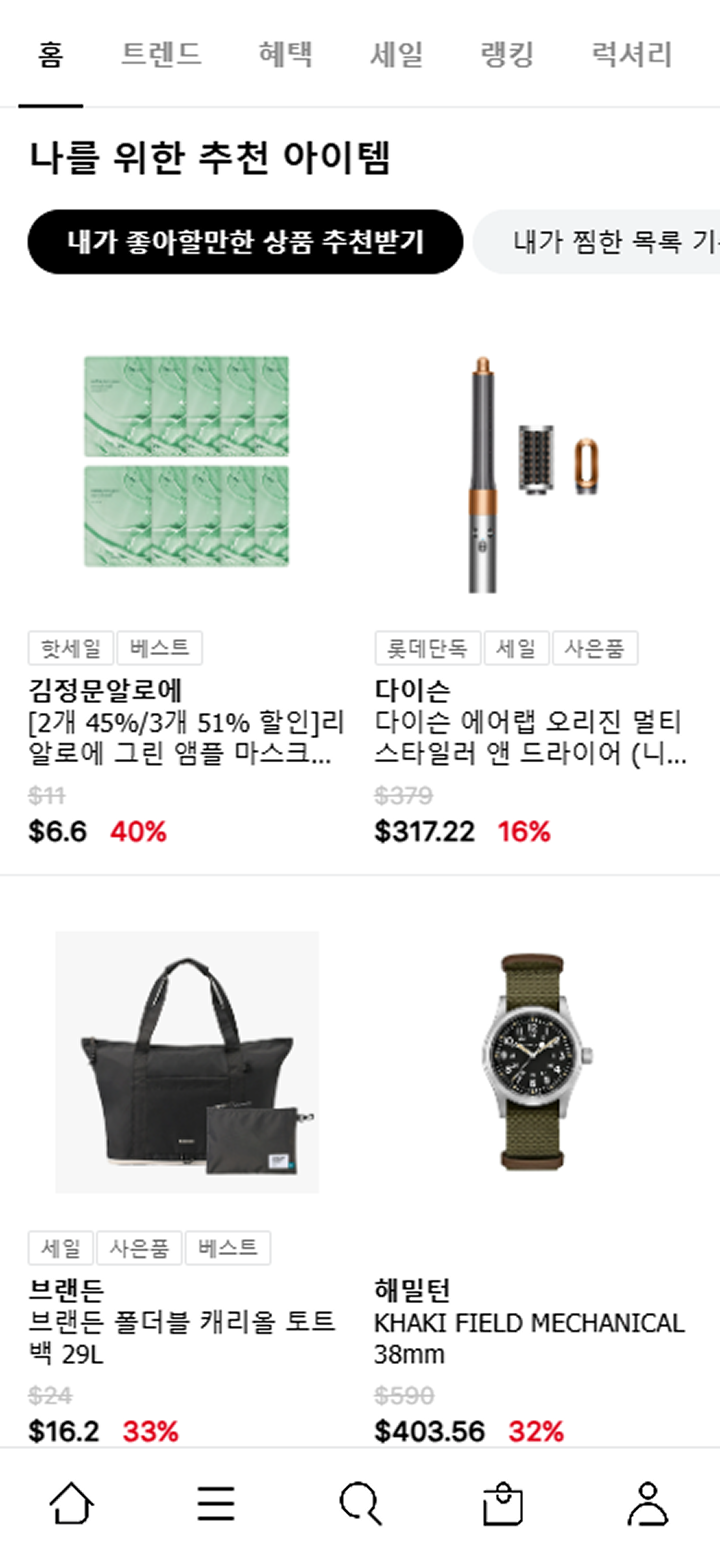 홈 트렌드 혜택 세일 랭킹 럭셔리
나를 위한 추천 아이템
내가 좋아할만한 상품 추천받기 내가 찜한 목록
핫세일 베스트
김정문알로에
[2개 45%/3개 51% 할인]리
알로에 그린 앰플 마스크...
$11
$6.6 40%
롯데단독 세일 사은품
다이슨
다이슨 에어랩 오리진 멀티
스타일러 앤 드라이어 (니...
$379
$317.22 16%
세일 사은품 베스트
브랜든
브랜든 폴더블 캐리올 토트
백 29L
$24
$16.2 33%
해밀턴
KHAKI FIELD MECHANICAL
38mm
$590
$403.56 32%